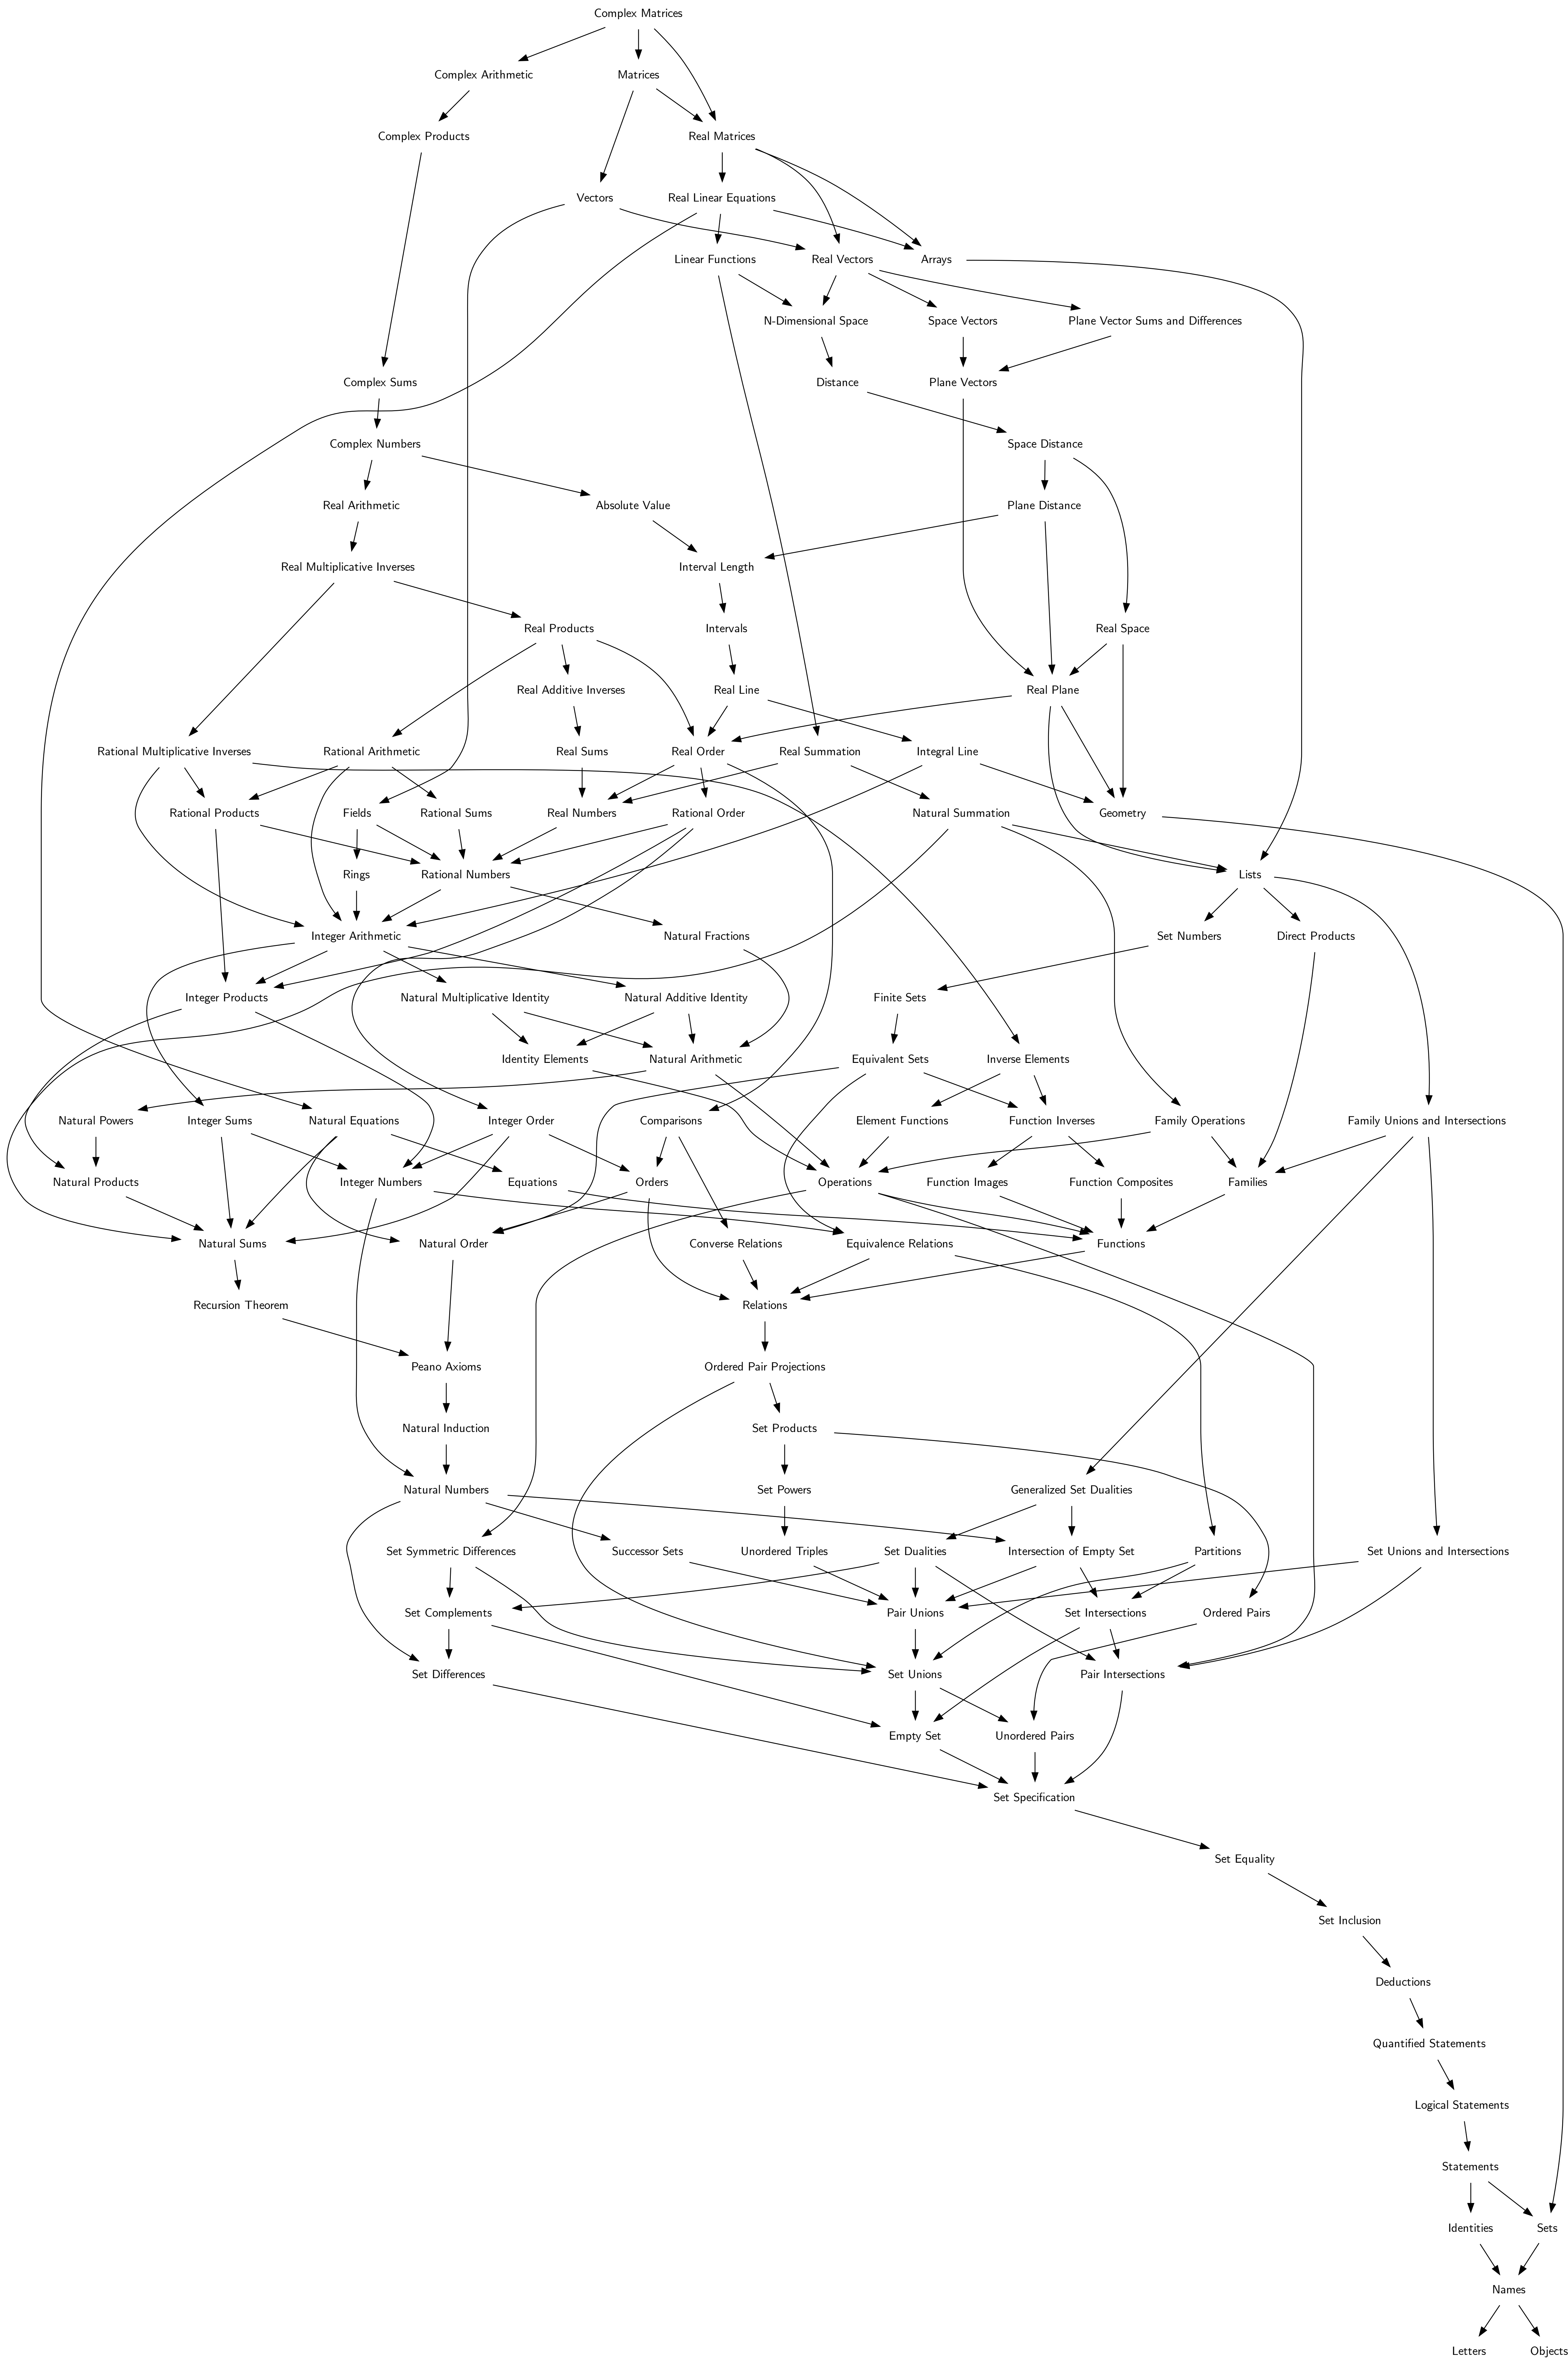 Complex Matrices
Complex Arithmetic
Matrices
Complex Products
Real Matrices
Vectors
Real Linear Equations
Linear Functions
Real Vectors
Arrays
N-Dimensional Space
Space Vectors
Plane Vector Sums and Differences
Complex Sums
Distance
Plane Vectors
Complex Numbers
Space Distance
Real Arithmetic
Absolute Value
Plane Distance
Real Multiplicative Inverses
Interval Length
Real Products
Intervals
Real Space
Real Additive Inverses
Real Line
Real Plane
Rational Multiplicative Inverses
Rational Arithmetic
Real Sums
Real Order
Real Summation
Integral Line
Rational Products
Fields
Rational Sums
Real Numbers
Rational Order
Natural Summation
Geometry
Rings
Rational Numbers
Lists
Integer Arithmetic
Natural Fractions
Set Numbers
Direct Products
Integer Products
Natural Multiplicative Identity
Natural Additive Identity
Finite Sets
Identity Elements
Natural Arithmetic
Equivalent Sets
Inverse Elements
Natural Powers
Integer Sums
Natural Equations
Integer Order
Comparisons
Element Functions
Function Inverses
Family Operations
Family Unions and Intersections
Natural Products
Integer Numbers
Equations
Orders
Operations
Function Images
Function Composites
Families
Natural Sums
Natural Order
Converse Relations
Equivalence Relations
Functions
Recursion Theorem
Relations
Peano Axioms
Ordered Pair Projections
Natural Induction
Set Products
Natural Numbers
Set Powers
Generalized Set Dualities
Set Symmetric Differences
Successor Sets
Unordered Triples
Set Dualities
Intersection of Empty Set
Partitions
Set Unions and Intersections
Set Complements
Pair Unions
Set Intersections
Ordered Pairs
Set Differences
Set Unions
Pair Intersections
Empty Set
Unordered Pairs
Set Specification
Set Equality
Set Inclusion
Deductions
Quantified Statements
Logical Statements
Statements
Identities
Sets
Names
Letters
Objects